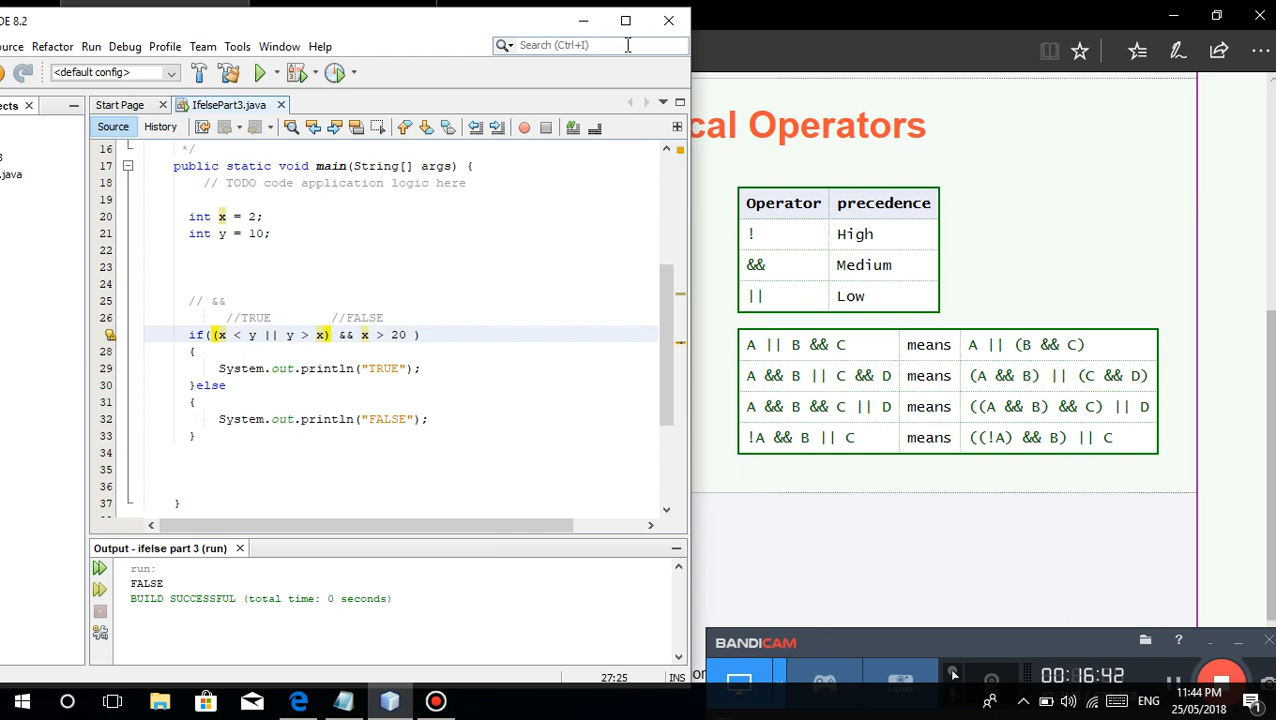 DE 8.2
ource Refactor Run Debug Profile Team Tools Window Help
Search (Ctrl+I)
<default config>
ects
Start Page
IfelsePart3.java
Source History
.java
16 */
17 public static void main(String[] args) {
18 // TODO code application logic here
19
20 int x = 2;
21 int y = 10;
22
23
24
25 // &&
26 //TRUE //FALSE
if((x < y || y > x) && x > 20 )
28 {
29 System.out.println("TRUE");
30 }else
31 {
32 System.out.println("FALSE");
33 }
34
35
36
37 }
Output - ifelse part 3 (run)
run:
FALSE
BUILD SUCCESSFUL (total time: 0 seconds)
27:25 INS
cal Operators
Operator precedence
! High
&& Medium
|| Low
A || B && C means A || (B && C)
A && B || C && D means (A && B) || (C && D)
A && B && C || D means ((A && B) && C) || D
!A && B || C means ((!A) && B) || C
BANDICAM
00:16:42
ENG
11:44 PM
25/05/2018